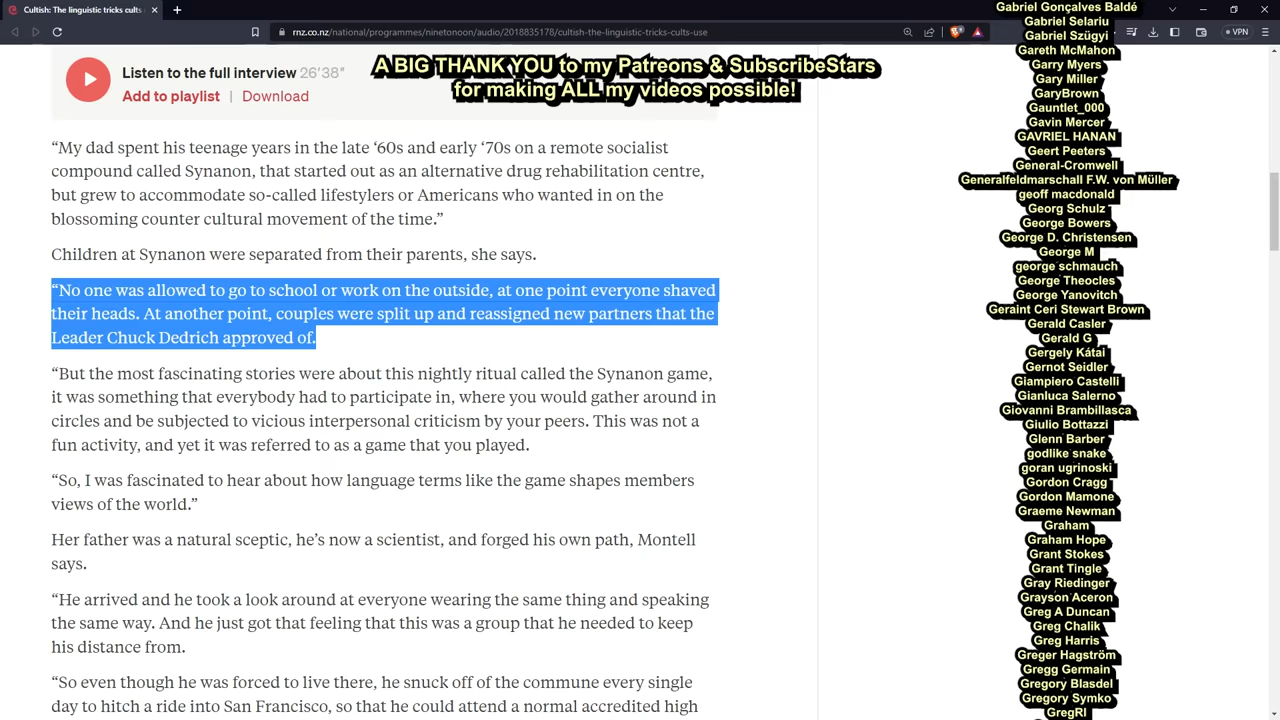 Cultish: The linguistic tricks cults
rnz.co.nz/national/programmes/ninetonoon/audio/2018835178/cultish-the-linguistic-tricks-cults-use
VPN
A BIG THANK YOU to my Patreons & SubscribeStars
for making ALL my videos possible!
Listen to the full interview 26'38"
Add to playlist | Download
“My dad spent his teenage years in the late ‘60s and early ‘70s on a remote socialist
compound called Synanon, that started out as an alternative drug rehabilitation centre,
but grew to accommodate so-called lifestylers or Americans who wanted in on the
blossoming counter cultural movement of the time.”
Children at Synanon were separated from their parents, she says.
“No one was allowed to go to school or work on the outside, at one point everyone shaved
their heads. At another point, couples were split up and reassigned new partners that the
Leader Chuck Dedrich approved of.
“But the most fascinating stories were about this nightly ritual called the Synanon game,
it was something that everybody had to participate in, where you would gather around in
circles and be subjected to vicious interpersonal criticism by your peers. This was not a
fun activity, and yet it was referred to as a game that you played.
“So, I was fascinated to hear about how language terms like the game shapes members
views of the world.”
Her father was a natural sceptic, he’s now a scientist, and forged his own path, Montell
says.
“He arrived and he took a look around at everyone wearing the same thing and speaking
the same way. And he just got that feeling that this was a group that he needed to keep
his distance from.
“So even though he was forced to live there, he snuck off of the commune every single
day to hitch a ride into San Francisco, so that he could attend a normal accredited high
Gabriel Gonçalves Baldé
Gabriel Selariu
Gabriel Szügyi
Gareth McMahon
Garry Myers
Gary Miller
GaryBrown
Gauntlet_000
Gavin Mercer
GAVRIEL HANAN
Geert Peeters
General-Cromwell
Generalfeldmarschall F.W. von Müller
geoff macdonald
Georg Schulz
George Bowers
George D. Christensen
George M
george schmauch
George Theocles
George Yanovitch
Geraint Ceri Stewart Brown
Gerald Casler
Gerald G
Gergely Kátai
Gernot Seidler
Giampiero Castelli
Gianluca Salerno
Giovanni Brambillasca
Giulio Bottazzi
Glenn Barber
godlike snake
goran ugrinoski
Gordon Cragg
Gordon Mamone
Graeme Newman
Graham
Graham Hope
Grant Stokes
Grant Tingle
Gray Riedinger
Grayson Aceron
Greg A Duncan
Greg Chalik
Greg Harris
Greger Hagström
Gregg Germain
Gregory Blasdel
Gregory Symko
GregRI